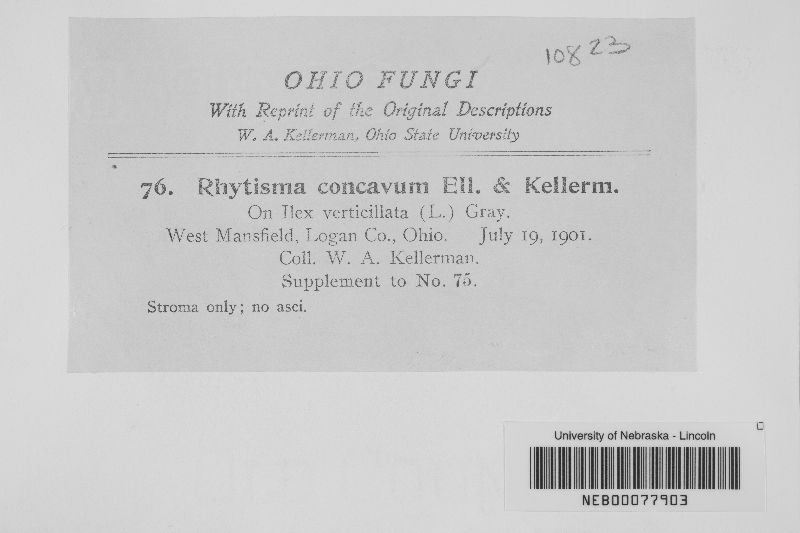 10823
OHIO FUNGI
With Reprint of the Original Descriptions
W. A. Kellerman, Ohio State University
76. Rhytisma concavum Ell. & Kellerm.
On Ilex verticillata (L.) Gray.
West Mansfield, Logan Co., Ohio. July 19, 1901.
Coll. W. A. Kellerman.
Supplement to No. 75.
Stroma only; no asci.
University of Nebraska - Lincoln
NEB00077903